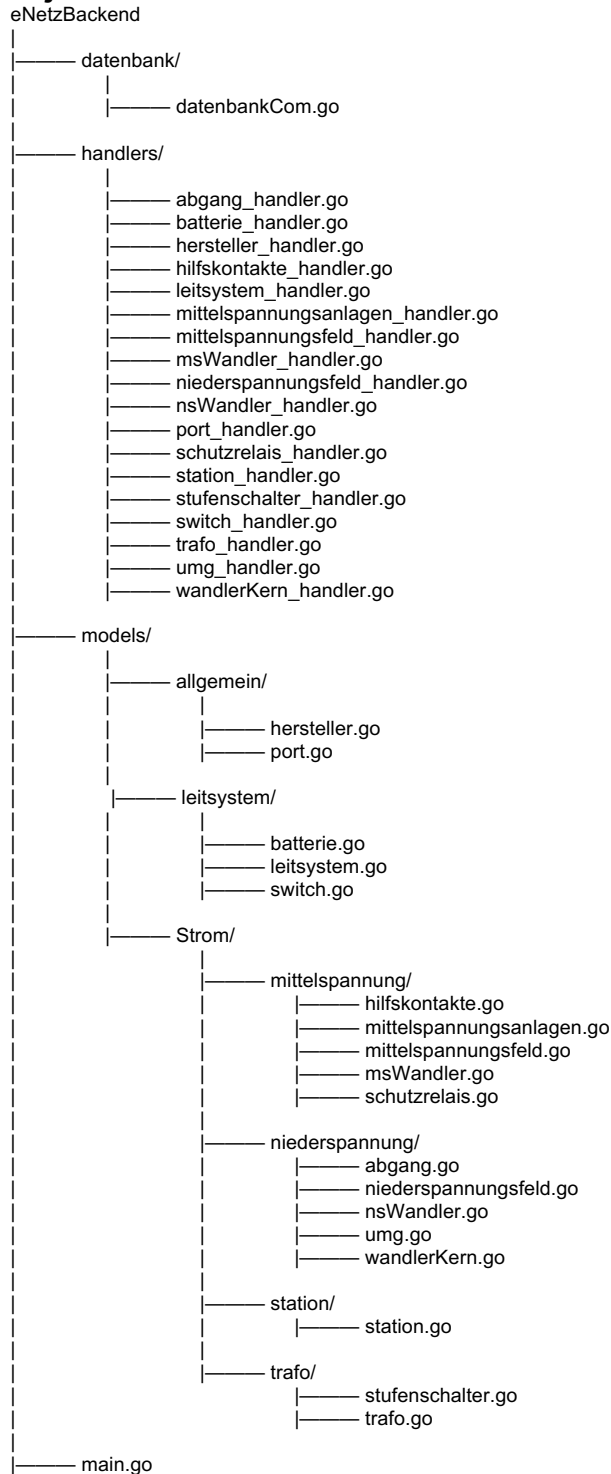 eNetzBackend
|
|——— datenbank/
| |
| |——— datenbankCom.go
|
|——— handlers/
| |
| |——— abgang_handler.go
| |——— batterie_handler.go
| |——— hersteller_handler.go
| |——— hilfskontakte_handler.go
| |——— leitsystem_handler.go
| |——— mittelspannungsanlagen_handler.go
| |——— mittelspannungsfeld_handler.go
| |——— msWandler_handler.go
| |——— niederspannungsfeld_handler.go
| |——— nsWandler_handler.go
| |——— port_handler.go
| |——— schutzrelais_handler.go
| |——— station_handler.go
| |——— stufenschalter_handler.go
| |——— switch_handler.go
| |——— trafo_handler.go
| |——— umg_handler.go
| |——— wandlerKern_handler.go
|
|——— models/
| |
| |——— allgemein/
| | |
| | |——— hersteller.go
| | |——— port.go
| |
| |——— leitsystem/
| | |
| | |——— batterie.go
| | |——— leitsystem.go
| | |——— switch.go
| |
| |——— Strom/
| |
| |——— mittelspannung/
| | |——— hilfskontakte.go
| | |——— mittelspannungsanlagen.go
| | |——— mittelspannungsfeld.go
| | |——— msWandler.go
| | |——— schutzrelais.go
| |
| |——— niederspannung/
| | |——— abgang.go
| | |——— niederspannungsfeld.go
| | |——— nsWandler.go
| | |——— umg.go
| | |——— wandlerKern.go
| |
| |——— station/
| | |——— station.go
| |
| |——— trafo/
| |——— stufenschalter.go
| |——— trafo.go
|
|——— main.go